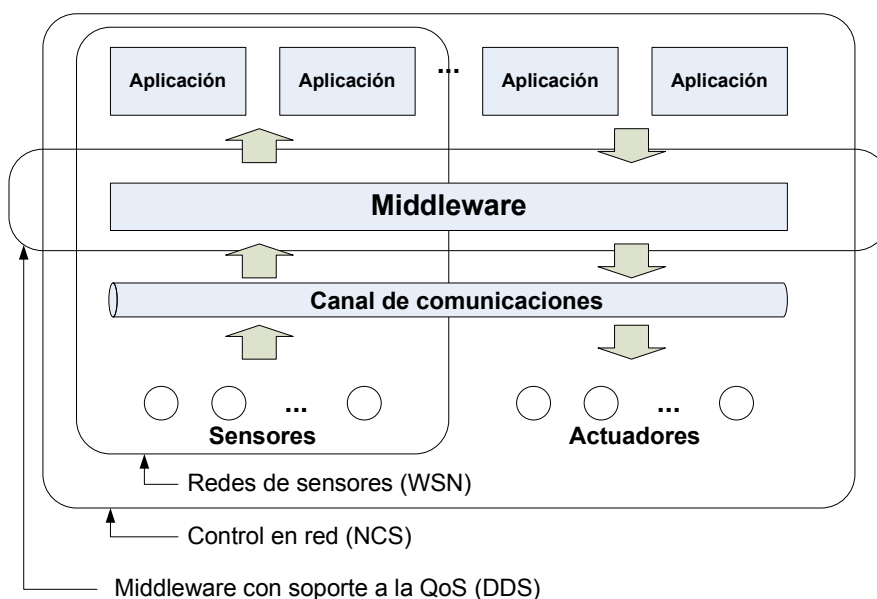 Aplicación Aplicación ... Aplicación Aplicación
Middleware
Canal de comunicaciones
... ...
Sensores Actuadores
Redes de sensores (WSN)
Control en red (NCS)
Middleware con soporte a la QoS (DDS)